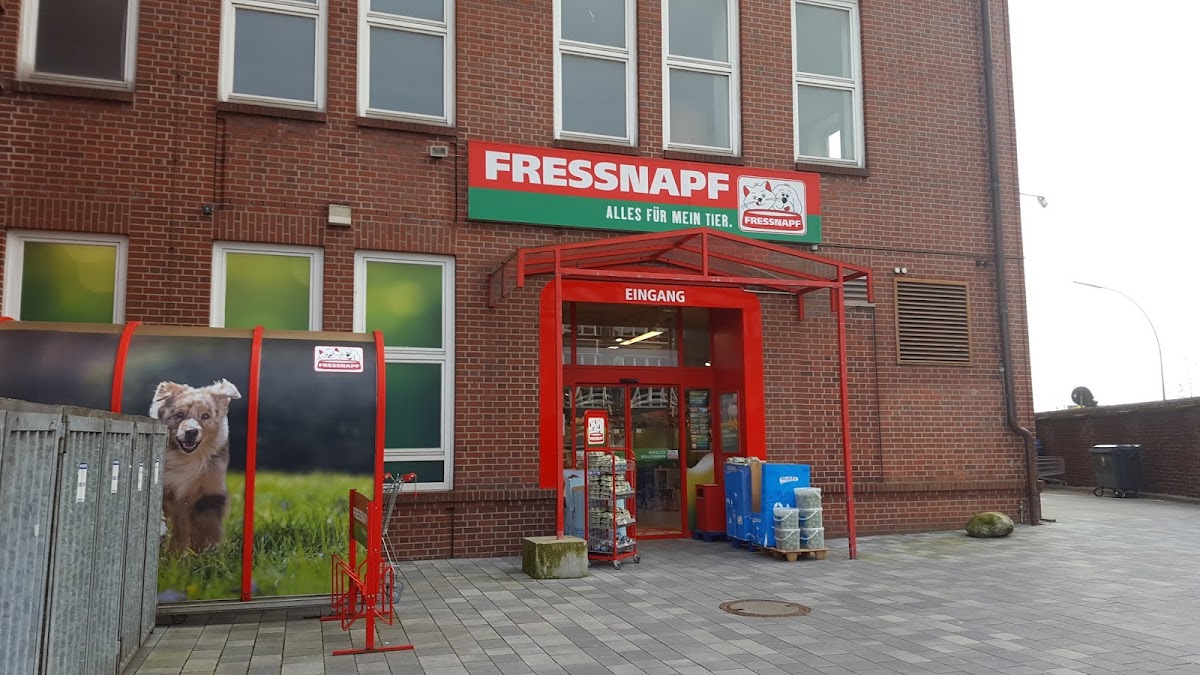 FRESSNAPF
ALLES FÜR MEIN TIER.
FRESSNAPF
EINGANG
FRESSNAPF